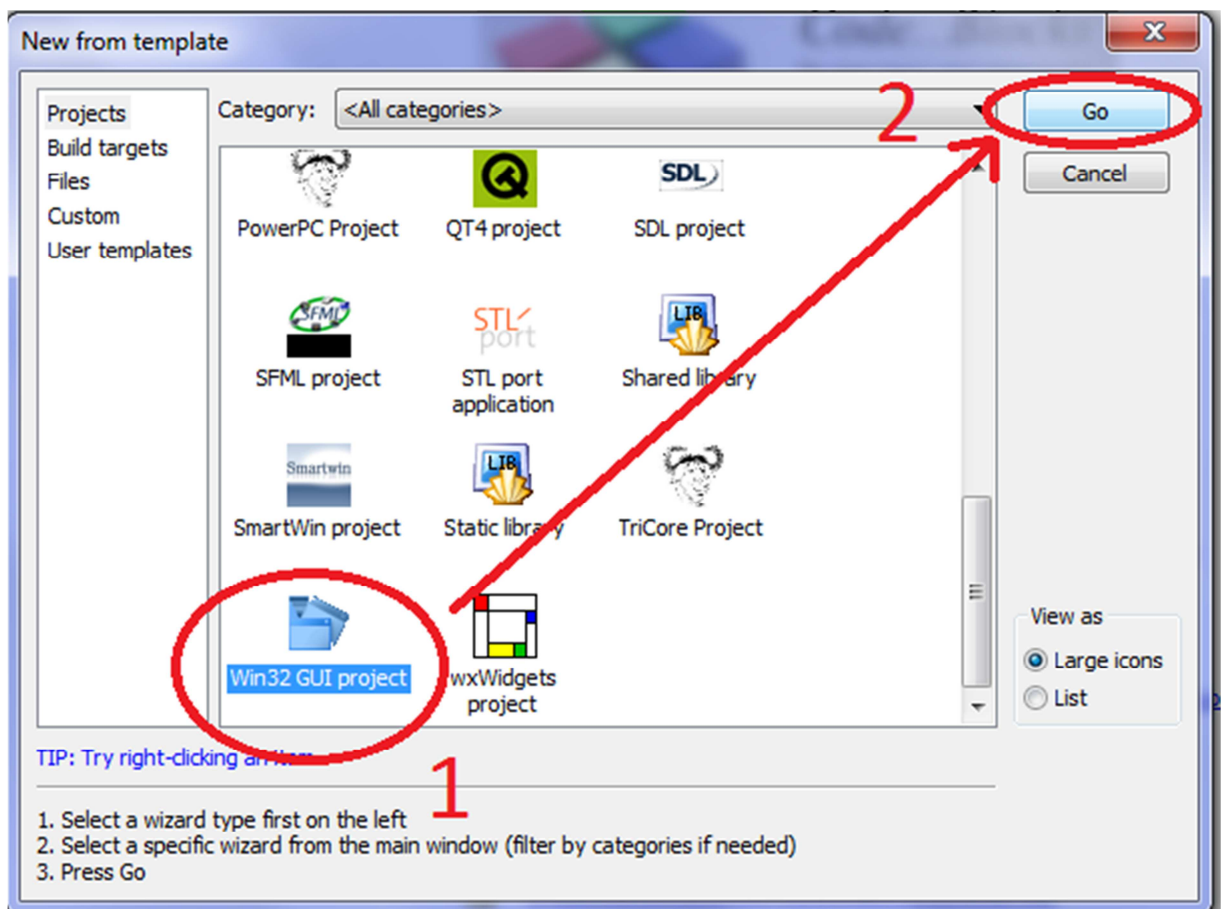 New from template
Projects
Build targets
Files
Custom
User templates
Category: <All categories>
2
Go
Cancel
SDL
PowerPC Project QT4 project SDL project
SFML
STL
port
LIB
SFML project STL port
application
Shared library
Smartwin
LIB
SmartWin project Static library TriCore Project
Win32 GUI project wxWidgets
project
View as
Large icons
List
TIP: Try right-clicking an item
1
1. Select a wizard type first on the left
2. Select a specific wizard from the main window (filter by categories if needed)
3. Press Go